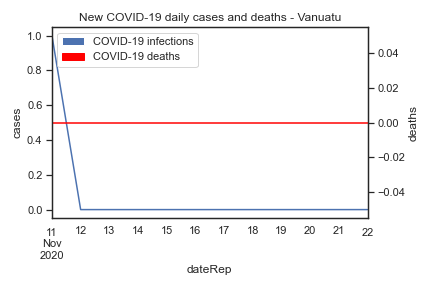 New COVID-19 daily cases and deaths - Vanuatu
COVID-19 infections
COVID-19 deaths
1.0
0.8
0.6
0.4
0.2
0.0
cases
0.04
0.02
0.00
−0.02
−0.04
deaths
11 12 13 14 15 16 17 18 19 20 21 22
Nov
2020
dateRep